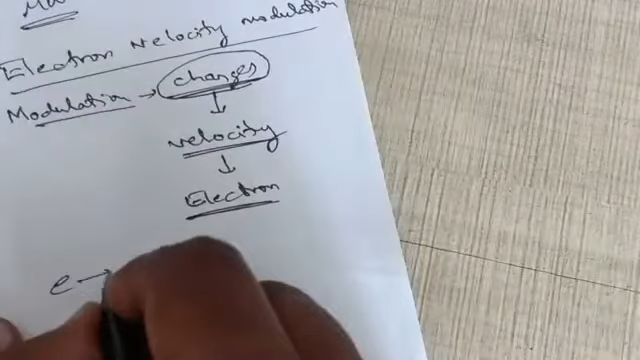 Electron velocity modulation
Modulation → changes
↓
velocity
↓
Electron
e →